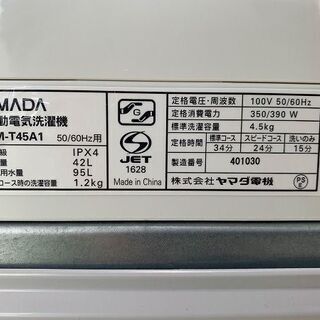 MADA
動電気洗濯機
M-T45A1 50/60Hz用
級 IPX4
量 42L
用水量 95L
コース時の洗濯容量 1.2kg
G
S
JET
1628
Made in China
定格電圧・周波数 100V 50/60Hz
定格消費電力 350/390 W
標準洗濯容量 4.5kg
定格時間 標準コース スピードコース 洗いのみ
34分 24分 15分
製造番号 401030
株式会社 ヤマダ電機
PS
E